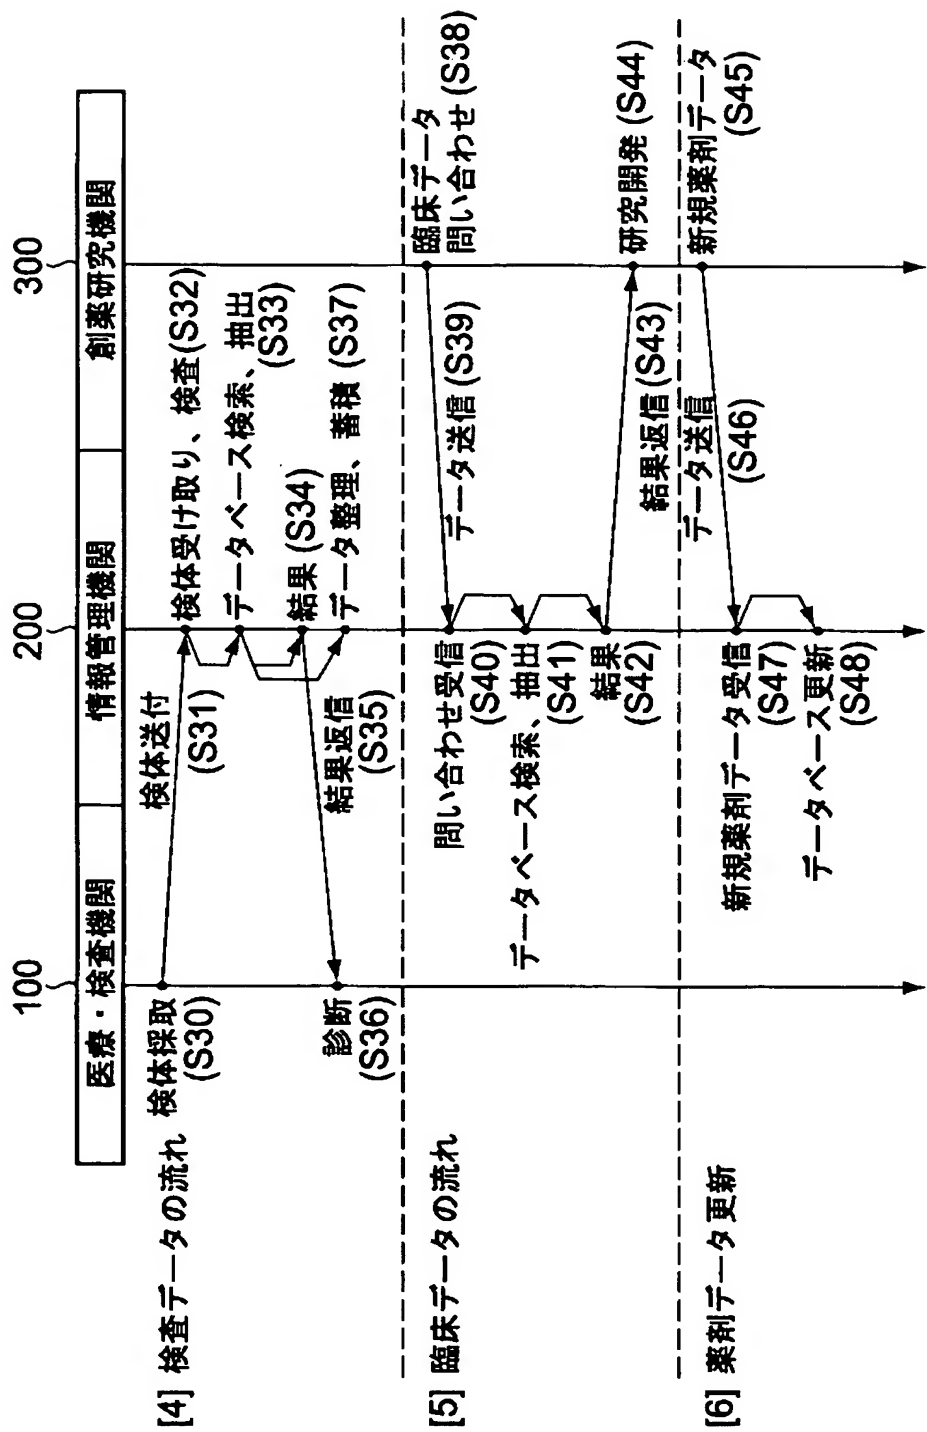 100
200
300
医療・検査機関
情報管理機関
創薬研究機関
[4] 検査データの流れ
検体採取
(S30)
検体送付
(S31)
検体受け取り、検査(S32)
データベース検索、抽出
(S33)
結果(S34)
データ整理、蓄積(S37)
結果返信
(S35)
診断
(S36)
[5] 臨床データの流れ
臨床データ
問い合わせ(S38)
データ送信(S39)
問い合わせ受信
(S40)
データベース検索、抽出
(S41)
結果
(S42)
結果返信(S43)
研究開発(S44)
[6] 薬剤データ更新
新規薬剤データ
(S45)
データ送信
(S46)
新規薬剤データ受信
(S47)
データベース更新
(S48)